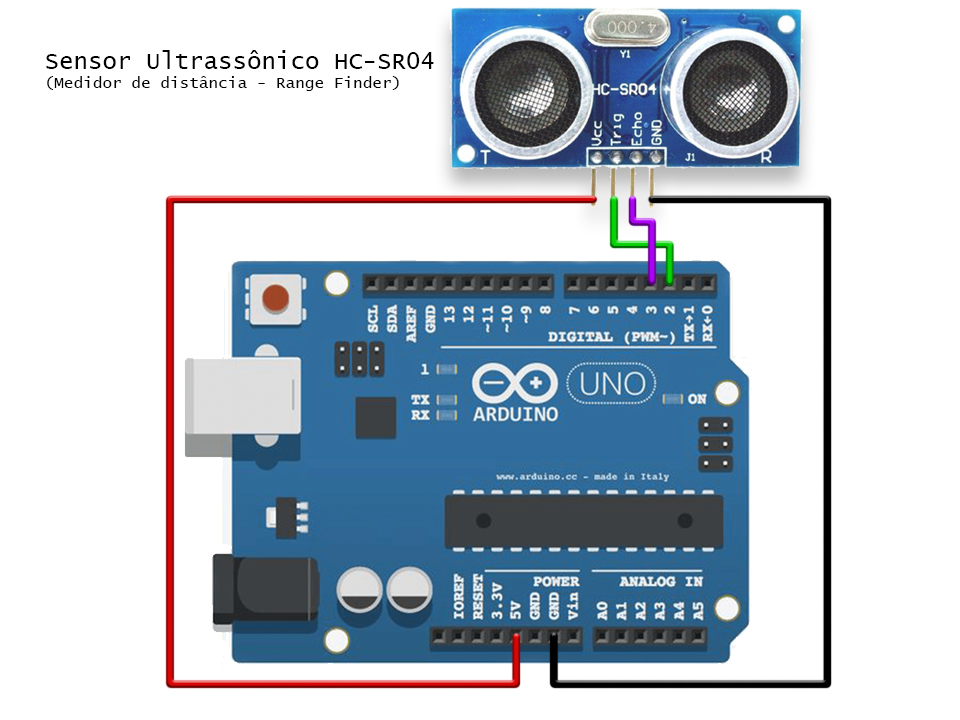 Sensor Ultrassônico HC-SR04
(Medidor de distância - Range Finder)
4.000
Y1
HC-SR04
Vcc
Trig
Echo
GND
T
J1
R
SCL
SDA
AREF
GND
13
12
~11
~10
~9
8
7
6
5
4
3
2
TX→1
RX←0
DIGITAL (PWM~)
1
TX
RX
ARDUINO
UNO
ON
www.arduino.cc - made in Italy
POWER
ANALOG IN
IOREF
RESET
3.3V
5V
GND
GND
Vin
A0
A1
A2
A3
A4
A5